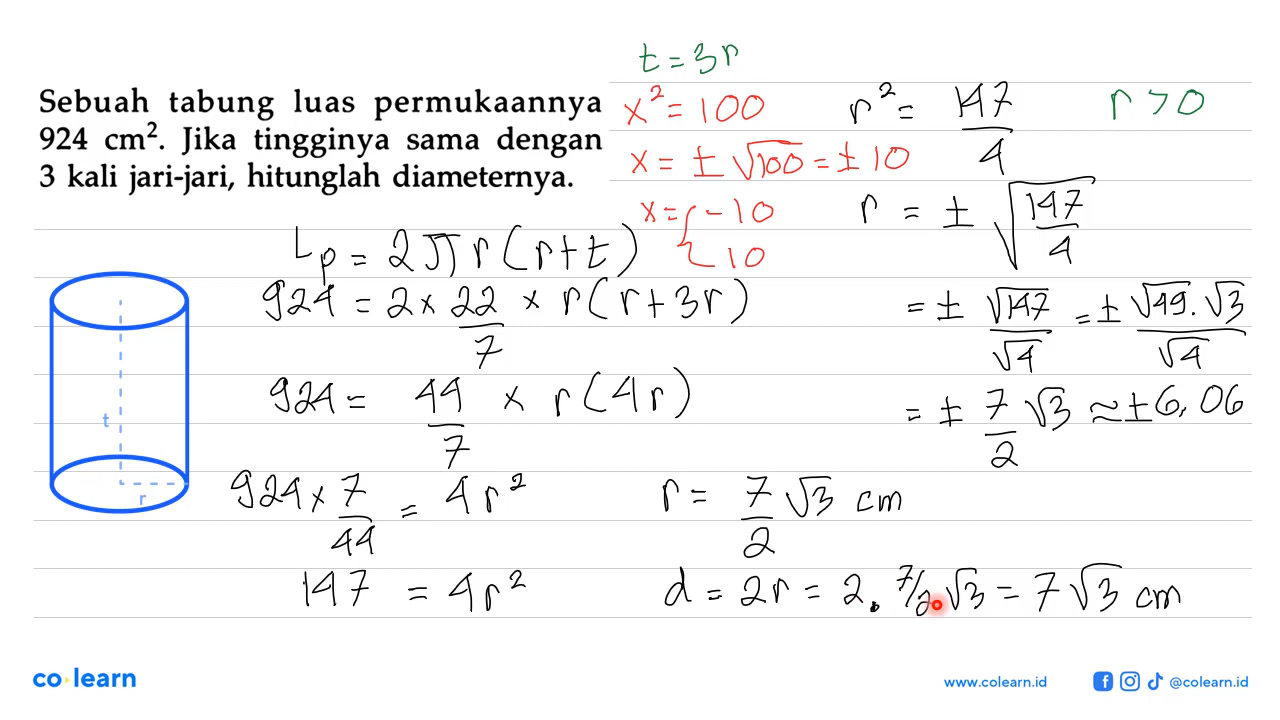 Sebuah tabung luas permukaannya
924 cm². Jika tingginya sama dengan
3 kali jari-jari, hitunglah diameternya.
t = 3r
x² = 100
x = ± √100 = ± 10
x = { -10
10
Lp = 2πr (r + t)
924 = 2 × 22/7 × r (r + 3r)
924 = 44/7 × r (4r)
924 × 7/44 = 4r²
147 = 4r²
t
r
r² = 147/4
r > 0
r = ± √(147/4)
= ± √147/√4 = ± √49 . √3/√4
= ± 7/2 √3 ≈ ± 6,06
r = 7/2 √3 cm
d = 2r = 2 . 7/2 √3 = 7 √3 cm
co learn
www.colearn.id
@colearn.id